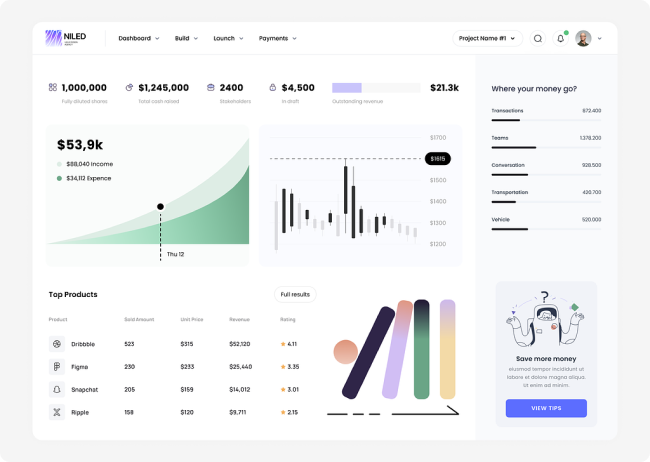 NILED
Dashboard
Build
Launch
Payments
Project Name #1
1,000,000
Fully diluted shares
$1,245,000
Total cash raised
2400
Stakeholders
$4,500
In draft
Outstanding revenue
$21.3k
$53,9k
$88,040 Income
$34,112 Expence
Thu 12
$1700
$1615
$1500
$1400
$1300
$1200
Top Products
Full results
Product Sold Amount Unit Price Revenue Rating
Dribbble 523 $315 $52,120 4.11
Figma 230 $233 $25,440 3.35
Snapchat 205 $159 $14,012 3.01
Ripple 158 $120 $9,711 2.15
Where your money go?
Transactions 872.400
Teams 1,378.200
Conversation 928.500
Transportation 420.700
Vehicle 520.000
?
Save more money
eiusmod tempor incididunt ut
labore et dolore magna aliqua.
Ut enim ad minim.
VIEW TIPS